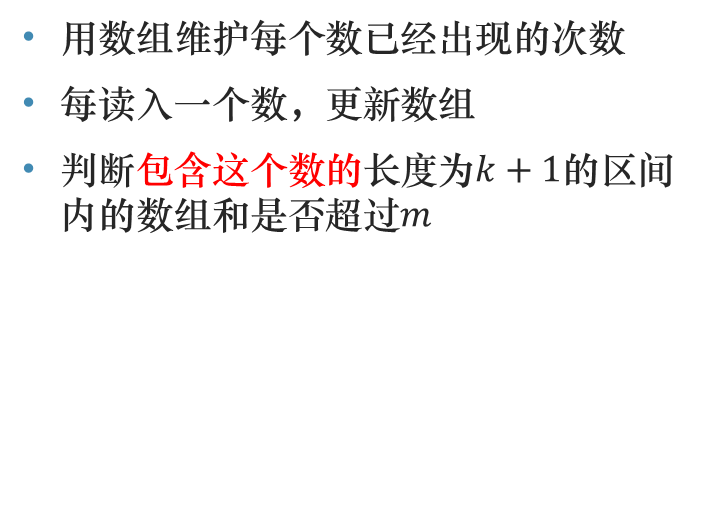 • 用数组维护每个数已经出现的次数
• 每读入一个数，更新数组
• 判断包含这个数的长度为k + 1的区间
内的数组和是否超过m